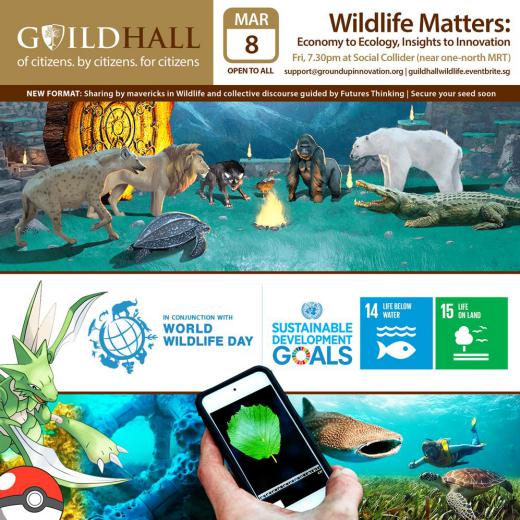 GUILDHALL
of citizens. by citizens. for citizens
MAR
8
OPEN TO ALL
Wildlife Matters:
Economy to Ecology, Insights to Innovation
Fri, 7.30pm at Social Collider (near one-north MRT)
support@groundupinnovation.org | guildhallwildlife.eventbrite.sg
NEW FORMAT: Sharing by mavericks in Wildlife and collective discourse guided by Futures Thinking | Secure your seed soon
IN CONJUNCTION WITH
WORLD
WILDLIFE DAY
SUSTAINABLE
DEVELOPMENT
GOALS
14 LIFE BELOW
WATER
15 LIFE
ON LAND